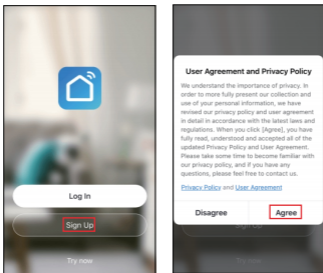 Log In
Sign Up
Try now
User Agreement and Privacy Policy
We understand the importance of privacy. In
order to more fully present our collection and
use of your personal information, we have
revised our privacy policy and user agreement
in detail in accordance with the latest laws and
regulations. When you click [Agree], you have
fully read, understood and accepted all of the
updated Privacy Policy and User Agreement.
Please take some time to become familiar with
our privacy policy, and if you have any
questions, please feel free to contact us.
Privacy Policy and User Agreement
Disagree
Agree
Sign Up
Try now